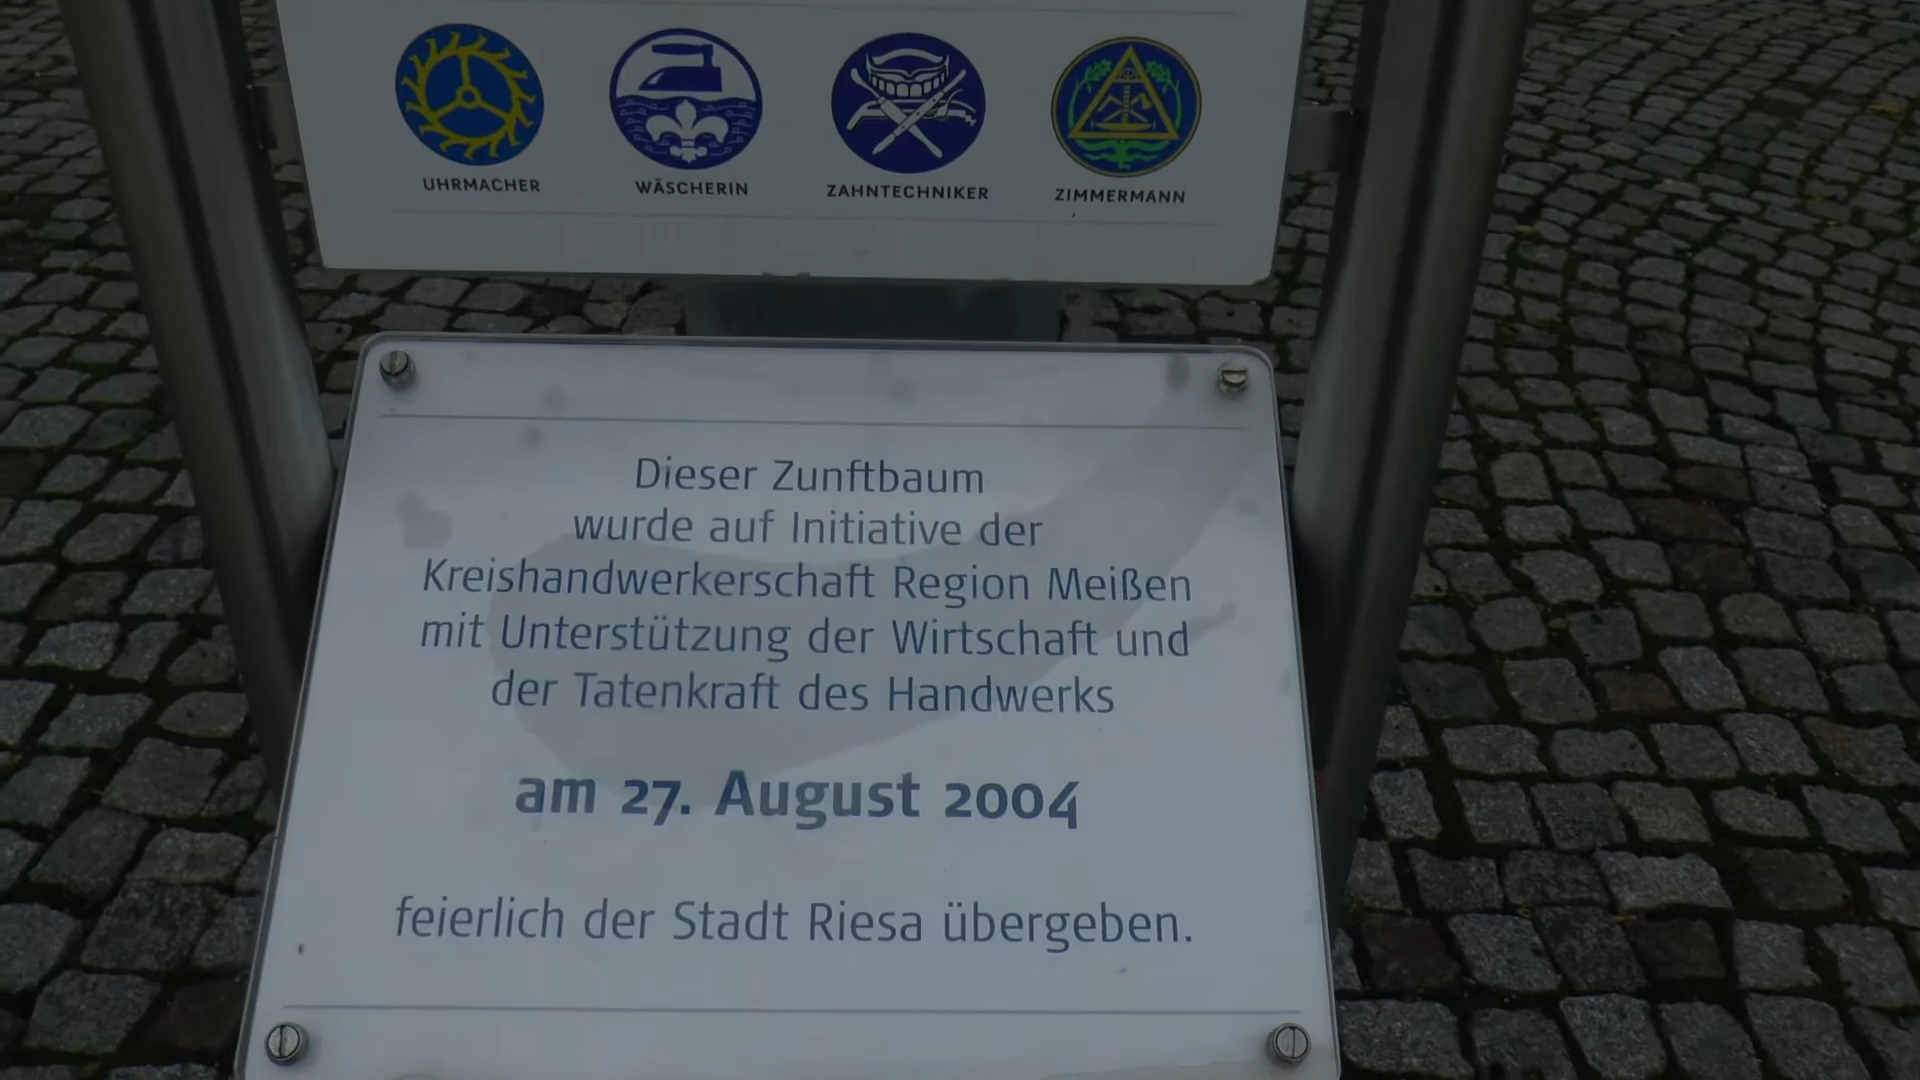 UHRMACHER WÄSCHERIN ZAHNTECHNIKER ZIMMERMANN
Dieser Zunftbaum
wurde auf Initiative der
Kreishandwerkerschaft Region Meißen
mit Unterstützung der Wirtschaft und
der Tatenkraft des Handwerks
am 27. August 2004
feierlich der Stadt Riesa übergeben.